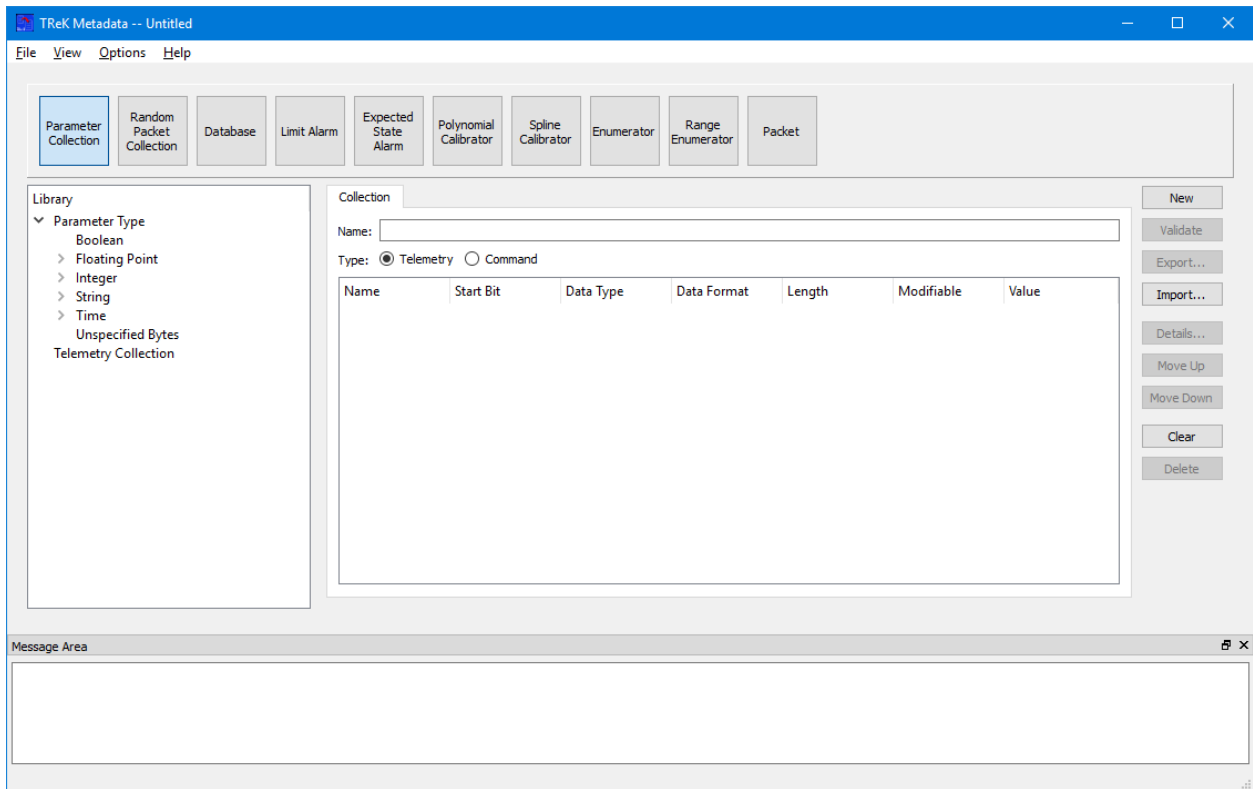 TReK Metadata -- Untitled
File View Options Help
Parameter Collection
Random Packet Collection
Database
Limit Alarm
Expected State Alarm
Polynomial Calibrator
Spline Calibrator
Enumerator
Range Enumerator
Packet
Library
Parameter Type
Boolean
Floating Point
Integer
String
Time
Unspecified Bytes
Telemetry Collection
Collection
Name:
Type: Telemetry Command
Name Start Bit Data Type Data Format Length Modifiable Value
New
Validate
Export...
Import...
Details...
Move Up
Move Down
Clear
Delete
Message Area